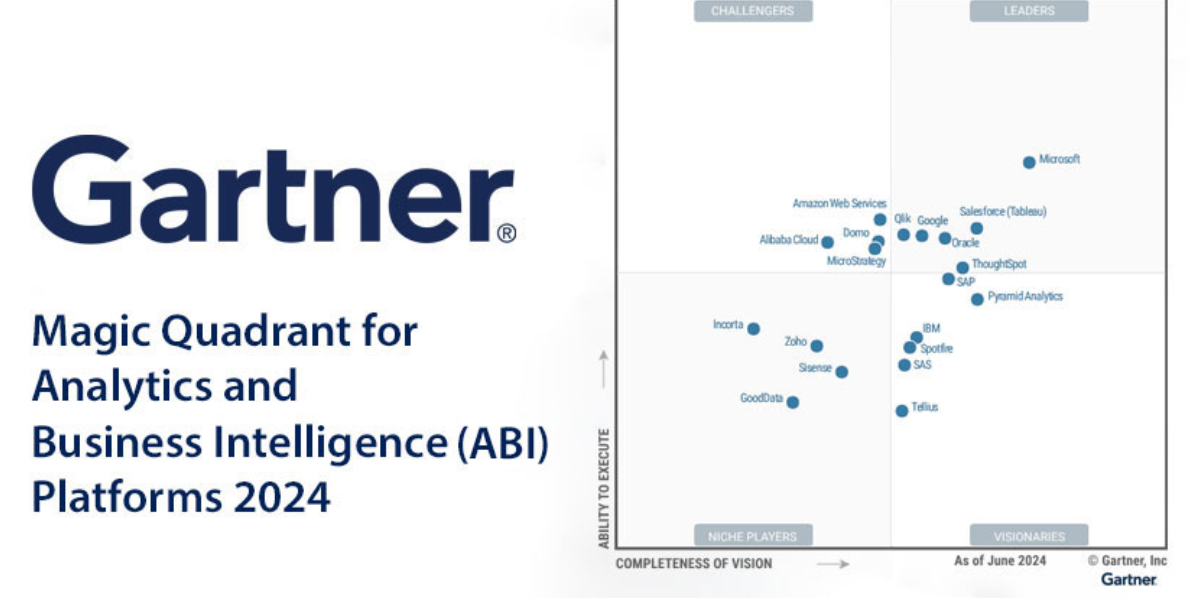 Gartner®
Magic Quadrant for
Analytics and
Business Intelligence (ABI)
Platforms 2024
CHALLENGERS
LEADERS
Microsoft
Amazon Web Services
Qlik
Google
Salesforce (Tableau)
Alibaba Cloud
Domo
Oracle
MicroStrategy
ThoughtSpot
SAP
Pyramid Analytics
Incorta
IBM
Zoho
Spotfire
Sisense
SAS
GoodData
Tellius
ABILITY TO EXECUTE
NICHE PLAYERS
VISIONARIES
COMPLETENESS OF VISION
As of June 2024
© Gartner, Inc
Gartner